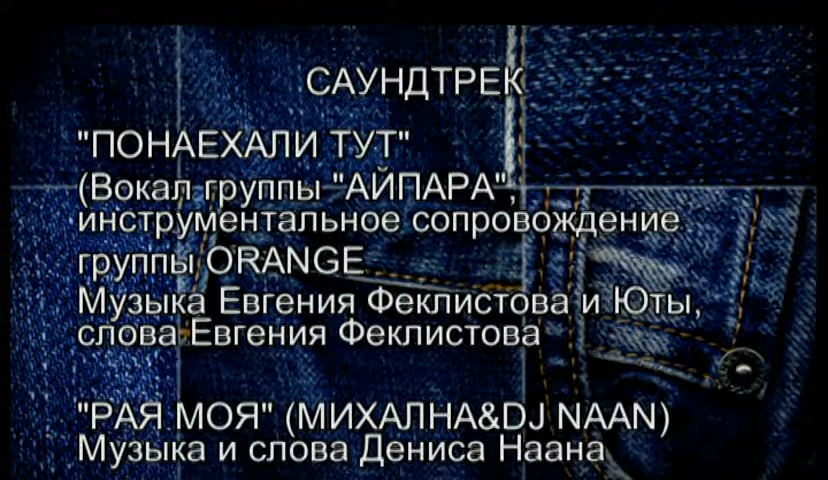 САУНДТРЕК
"ПОНАЕХАЛИ ТУТ"
(Вокал группы "АЙПАРА",
инструментальное сопровождение
группы ORANGE
Музыка Евгения Феклистова и Юты,
слова Евгения Феклистова
"РАЯ МОЯ" (МИХАЛНА&DJ NAAN)
Музыка и слова Дениса Наана